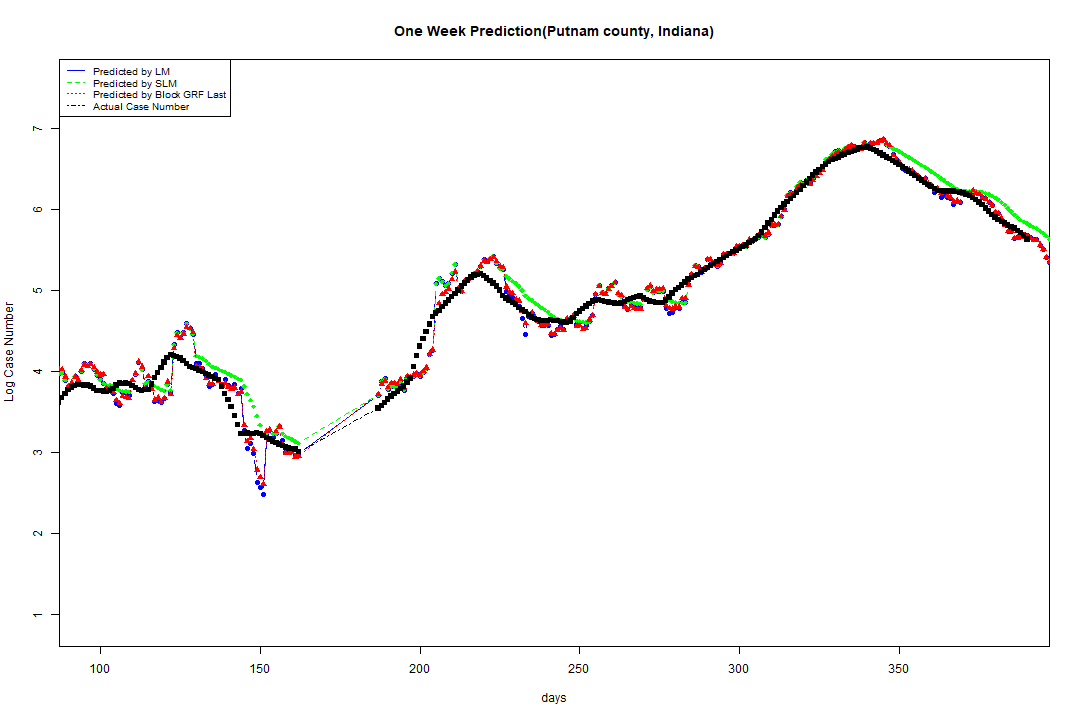 One Week Prediction(Putnam county, Indiana)
Predicted by LM
Predicted by SLM
Predicted by Block GRF Last
Actual Case Number
Log Case Number
7
6
5
4
3
2
1
100 150 200 250 300 350
days